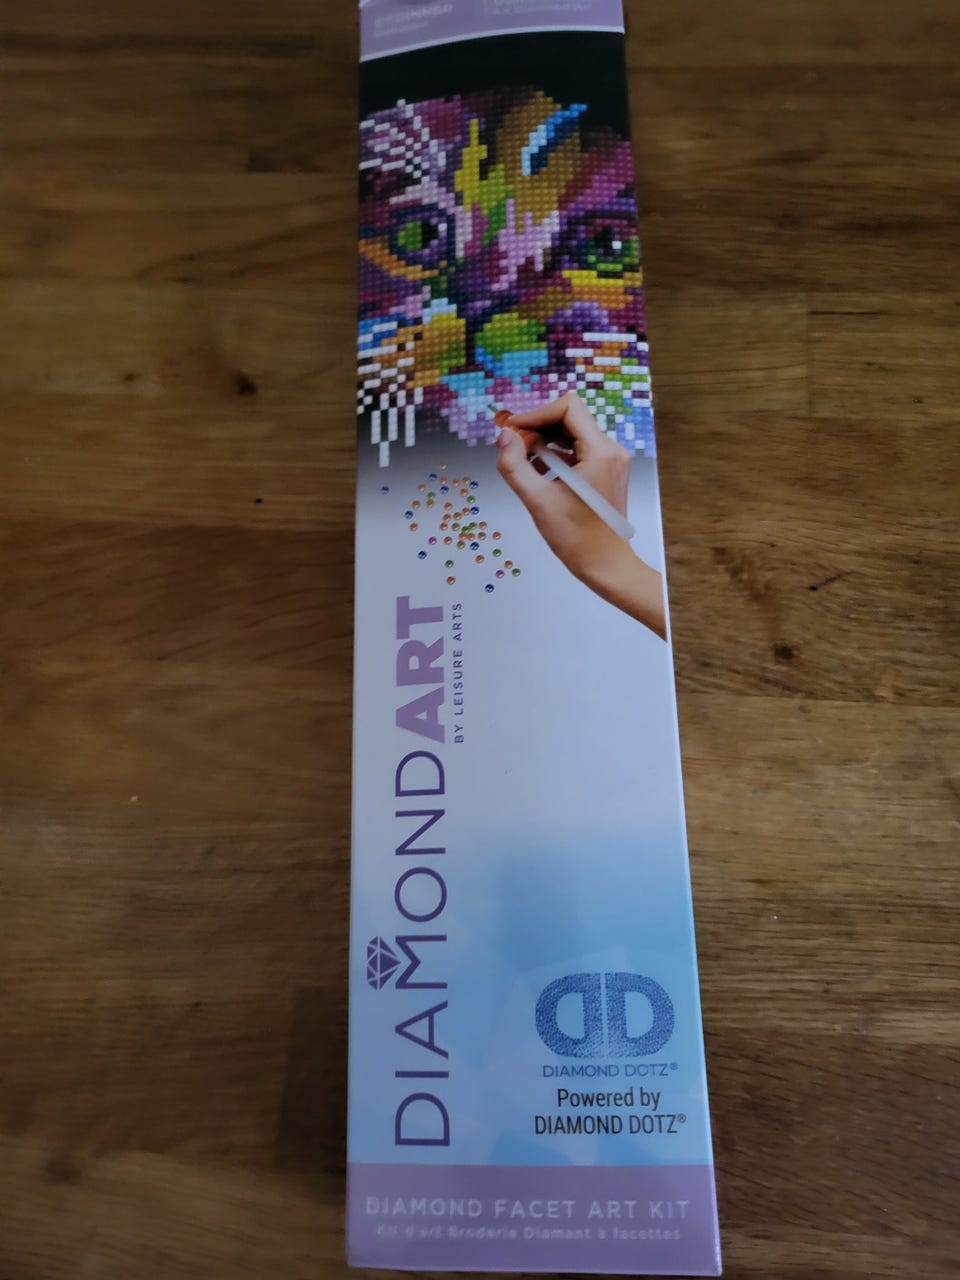 BEGINNER
DIAMONDART
BY LEISURE ARTS
DIAMOND DOTZ®
Powered by
DIAMOND DOTZ®
DIAMOND FACET ART KIT
Kit d'art Broderie Diamant à facettes